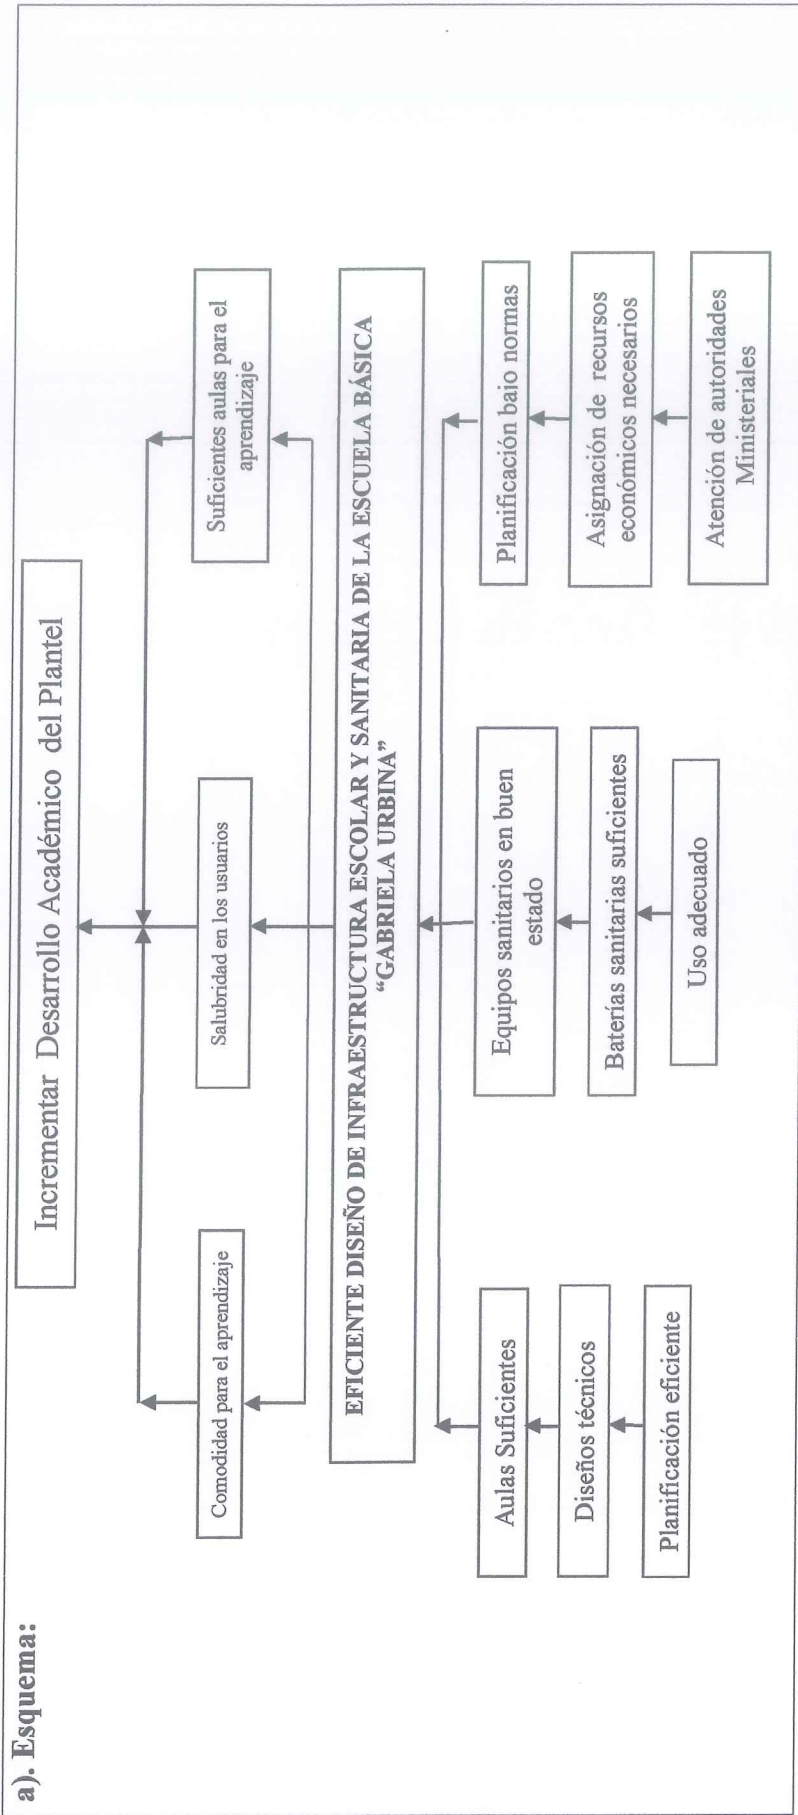 a). Esquema:
Incrementar Desarrollo Académico del Plantel
Comodidad para el aprendizaje
Salubridad en los usuarios
Suficientes aulas para el
aprendizaje
EFICIENTE DISEÑO DE INFRAESTRUCTURA ESCOLAR Y SANITARIA DE LA ESCUELA BÁSICA
“GABRIELA URBINA”
Aulas Suficientes
Diseños técnicos
Planificación eficiente
Equipos sanitarios en buen
estado
Baterías sanitarias suficientes
Uso adecuado
Planificación bajo normas
Asignación de recursos
económicos necesarios
Atención de autoridades
Ministeriales